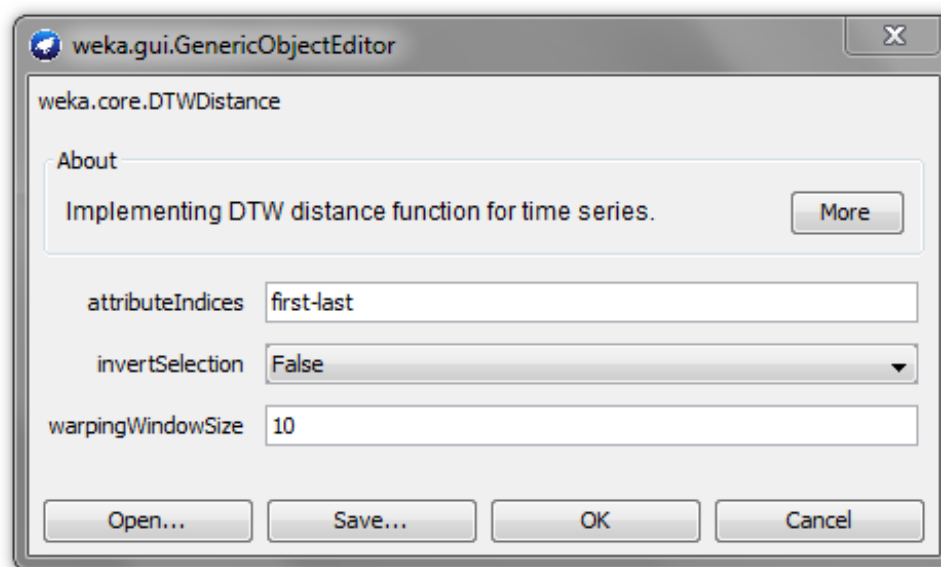 weka.gui.GenericObjectEditor
X
weka.core.DTWDistance
About
Implementing DTW distance function for time series.
More
attributeIndices first-last
invertSelection False
warpingWindowSize 10
Open... Save... OK Cancel